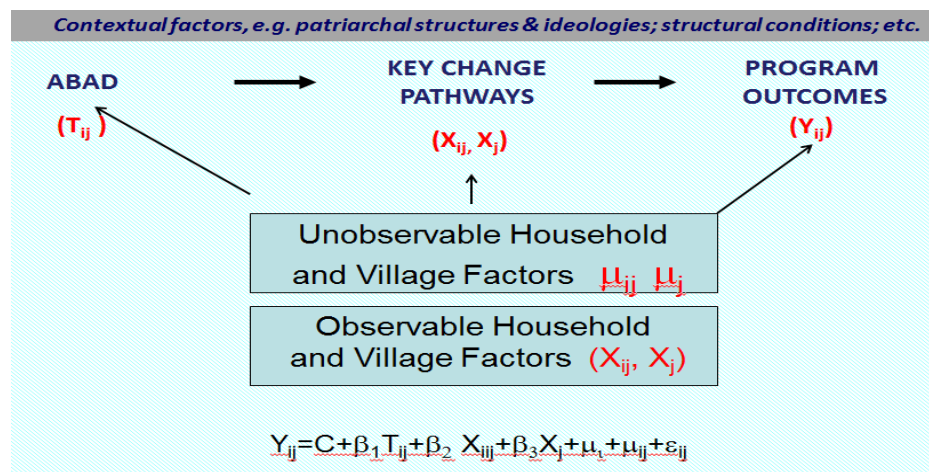 Contextual factors, e.g. patriarchal structures & ideologies; structural conditions; etc.
ABAD
(Tij )
KEY CHANGE
PATHWAYS
(Xij, Xj)
PROGRAM
OUTCOMES
(Yij)
Unobservable Household
and Village Factors μij μj
Observable Household
and Village Factors (Xij, Xj)
Yij=C+β1Tij+β2 Xiij+β3Xj+μι+μij+εij